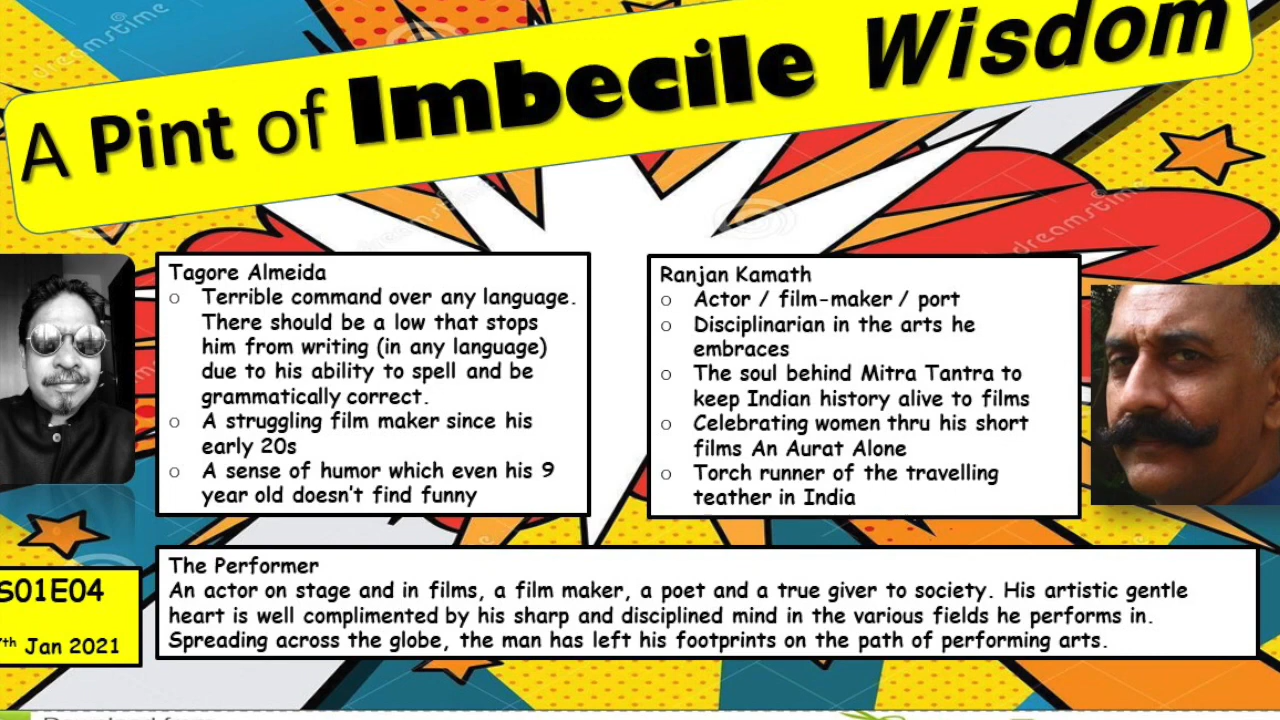 A Pint of Imbecile Wisdom
Tagore Almeida
o Terrible command over any language.
There should be a low that stops
him from writing (in any language)
due to his ability to spell and be
grammatically correct.
o A struggling film maker since his
early 20s
o A sense of humor which even his 9
year old doesn't find funny
Ranjan Kamath
o Actor / film-maker / port
o Disciplinarian in the arts he
embraces
o The soul behind Mitra Tantra to
keep Indian history alive to films
o Celebrating women thru his short
films An Aurat Alone
o Torch runner of the travelling
teather in India
S01E04
7th Jan 2021
The Performer
An actor on stage and in films, a film maker, a poet and a true giver to society. His artistic gentle
heart is well complimented by his sharp and disciplined mind in the various fields he performs in.
Spreading across the globe, the man has left his footprints on the path of performing arts.
dreamstime
dreamstime